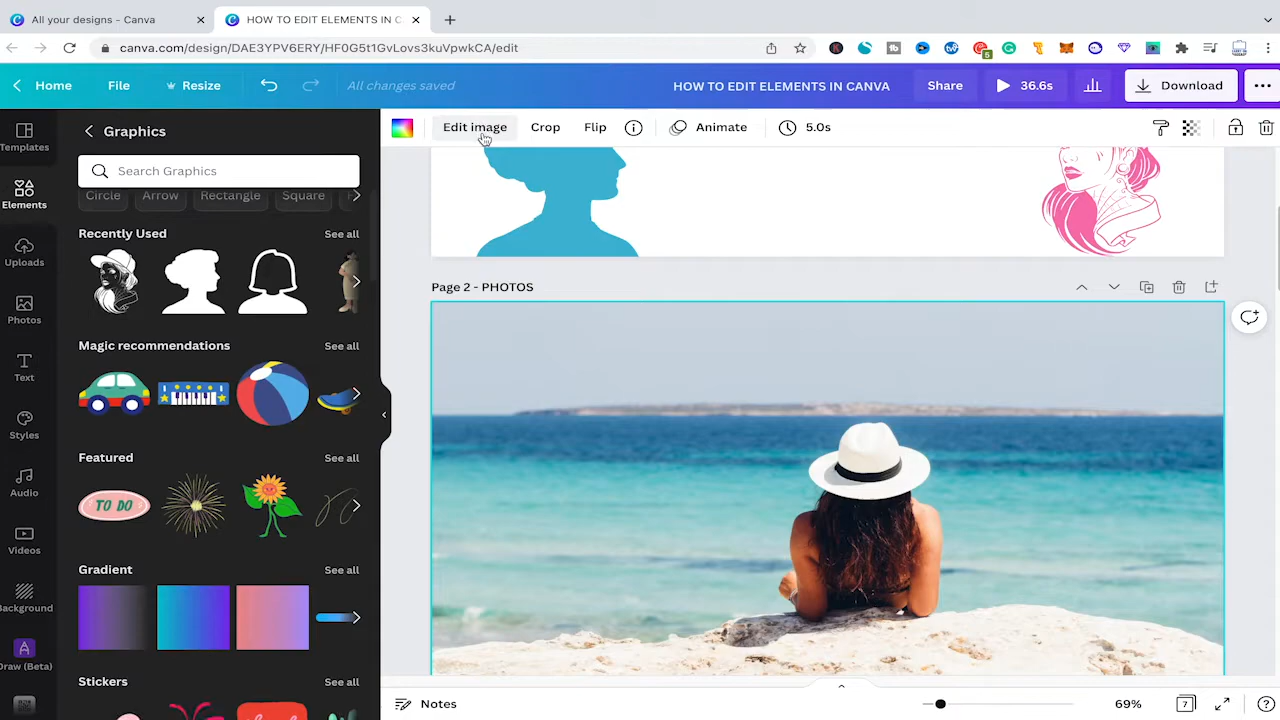 All your designs - Canva
HOW TO EDIT ELEMENTS IN C
canva.com/design/DAE3YPV6ERY/HF0G5t1GvLovs3kuVpwkCA/edit
Home File Resize All changes saved HOW TO EDIT ELEMENTS IN CANVA Share 36.6s Download
Templates
Elements
Uploads
Photos
Text
Styles
Audio
Videos
Background
Draw (Beta)
Graphics
Search Graphics
Circle Arrow Rectangle Square
Recently Used See all
Magic recommendations See all
Featured See all
TO DO
Gradient See all
Stickers See all
Edit image Crop Flip Animate 5.0s
Page 2 - PHOTOS
Notes 69% 7